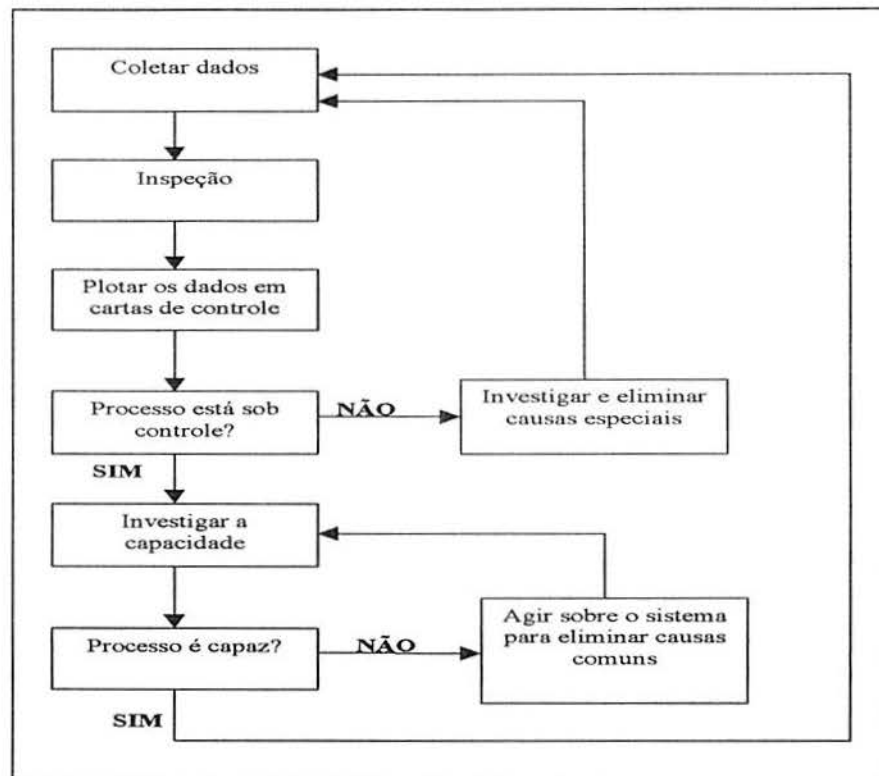 Coletar dados
Inspeção
Plotar os dados em
cartas de controle
Processo está sob
controle?
NÃO
Investigar e eliminar
causas especiais
SIM
Investigar a
capacidade
Processo é capaz?
NÃO
Agir sobre o sistema
para eliminar causas
comuns
SIM